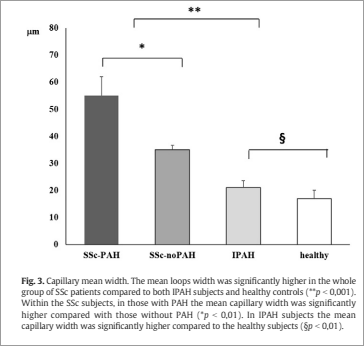 µm
80
70
60
50
40
30
20
10
0
**
*
§
SSc-PAH SSc-noPAH IPAH healthy
Fig. 3. Capillary mean width. The mean loops width was significantly higher in the whole
group of SSc patients compared to both IPAH subjects and healthy controls (**p < 0,001).
Within the SSc subjects, in those with PAH the mean capillary width was significantly
higher compared with those without PAH (*p < 0,01). In IPAH subjects the mean
capillary width was significantly higher compared to the healthy subjects (§p < 0,01).